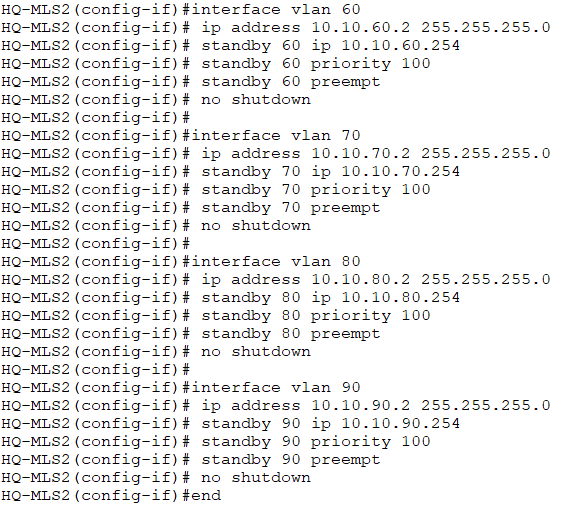 HQ-MLS2(config-if)#interface vlan 60
HQ-MLS2(config-if)# ip address 10.10.60.2 255.255.255.0
HQ-MLS2(config-if)# standby 60 ip 10.10.60.254
HQ-MLS2(config-if)# standby 60 priority 100
HQ-MLS2(config-if)# standby 60 preempt
HQ-MLS2(config-if)# no shutdown
HQ-MLS2(config-if)#
HQ-MLS2(config-if)#interface vlan 70
HQ-MLS2(config-if)# ip address 10.10.70.2 255.255.255.0
HQ-MLS2(config-if)# standby 70 ip 10.10.70.254
HQ-MLS2(config-if)# standby 70 priority 100
HQ-MLS2(config-if)# standby 70 preempt
HQ-MLS2(config-if)# no shutdown
HQ-MLS2(config-if)#
HQ-MLS2(config-if)#interface vlan 80
HQ-MLS2(config-if)# ip address 10.10.80.2 255.255.255.0
HQ-MLS2(config-if)# standby 80 ip 10.10.80.254
HQ-MLS2(config-if)# standby 80 priority 100
HQ-MLS2(config-if)# standby 80 preempt
HQ-MLS2(config-if)# no shutdown
HQ-MLS2(config-if)#
HQ-MLS2(config-if)#interface vlan 90
HQ-MLS2(config-if)# ip address 10.10.90.2 255.255.255.0
HQ-MLS2(config-if)# standby 90 ip 10.10.90.254
HQ-MLS2(config-if)# standby 90 priority 100
HQ-MLS2(config-if)# standby 90 preempt
HQ-MLS2(config-if)# no shutdown
HQ-MLS2(config-if)#end